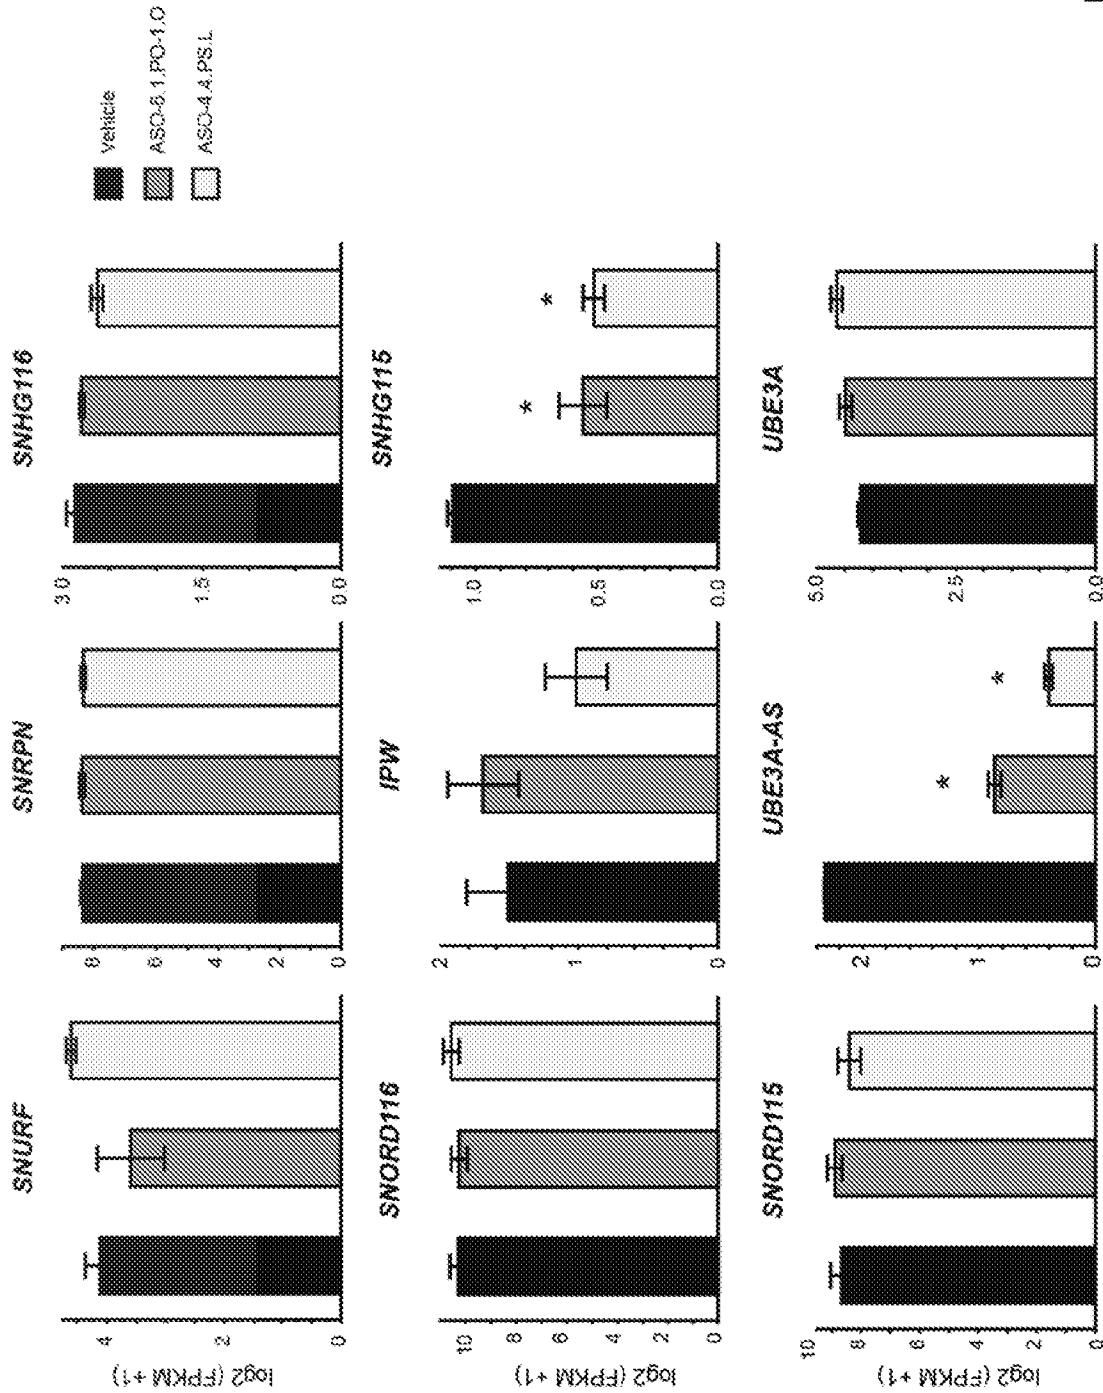 SNURF
log2 (FPKM +1)
4
2
0
SNRPN
8
6
4
2
0
SNHG116
3.0
1.5
0.0
Vehicle
ASO-6.1.PO-1.O
ASO-4.4.PS.L
SNORD116
log2 (FPKM +1)
10
8
6
4
2
0
IPW
2
1
0
SNHG115
1.0
0.5
0.0
*
*
SNORD115
log2 (FPKM +1)
10
8
6
4
2
0
UBE3A-AS
2
1
0
*
*
UBE3A
5.0
2.5
0.0